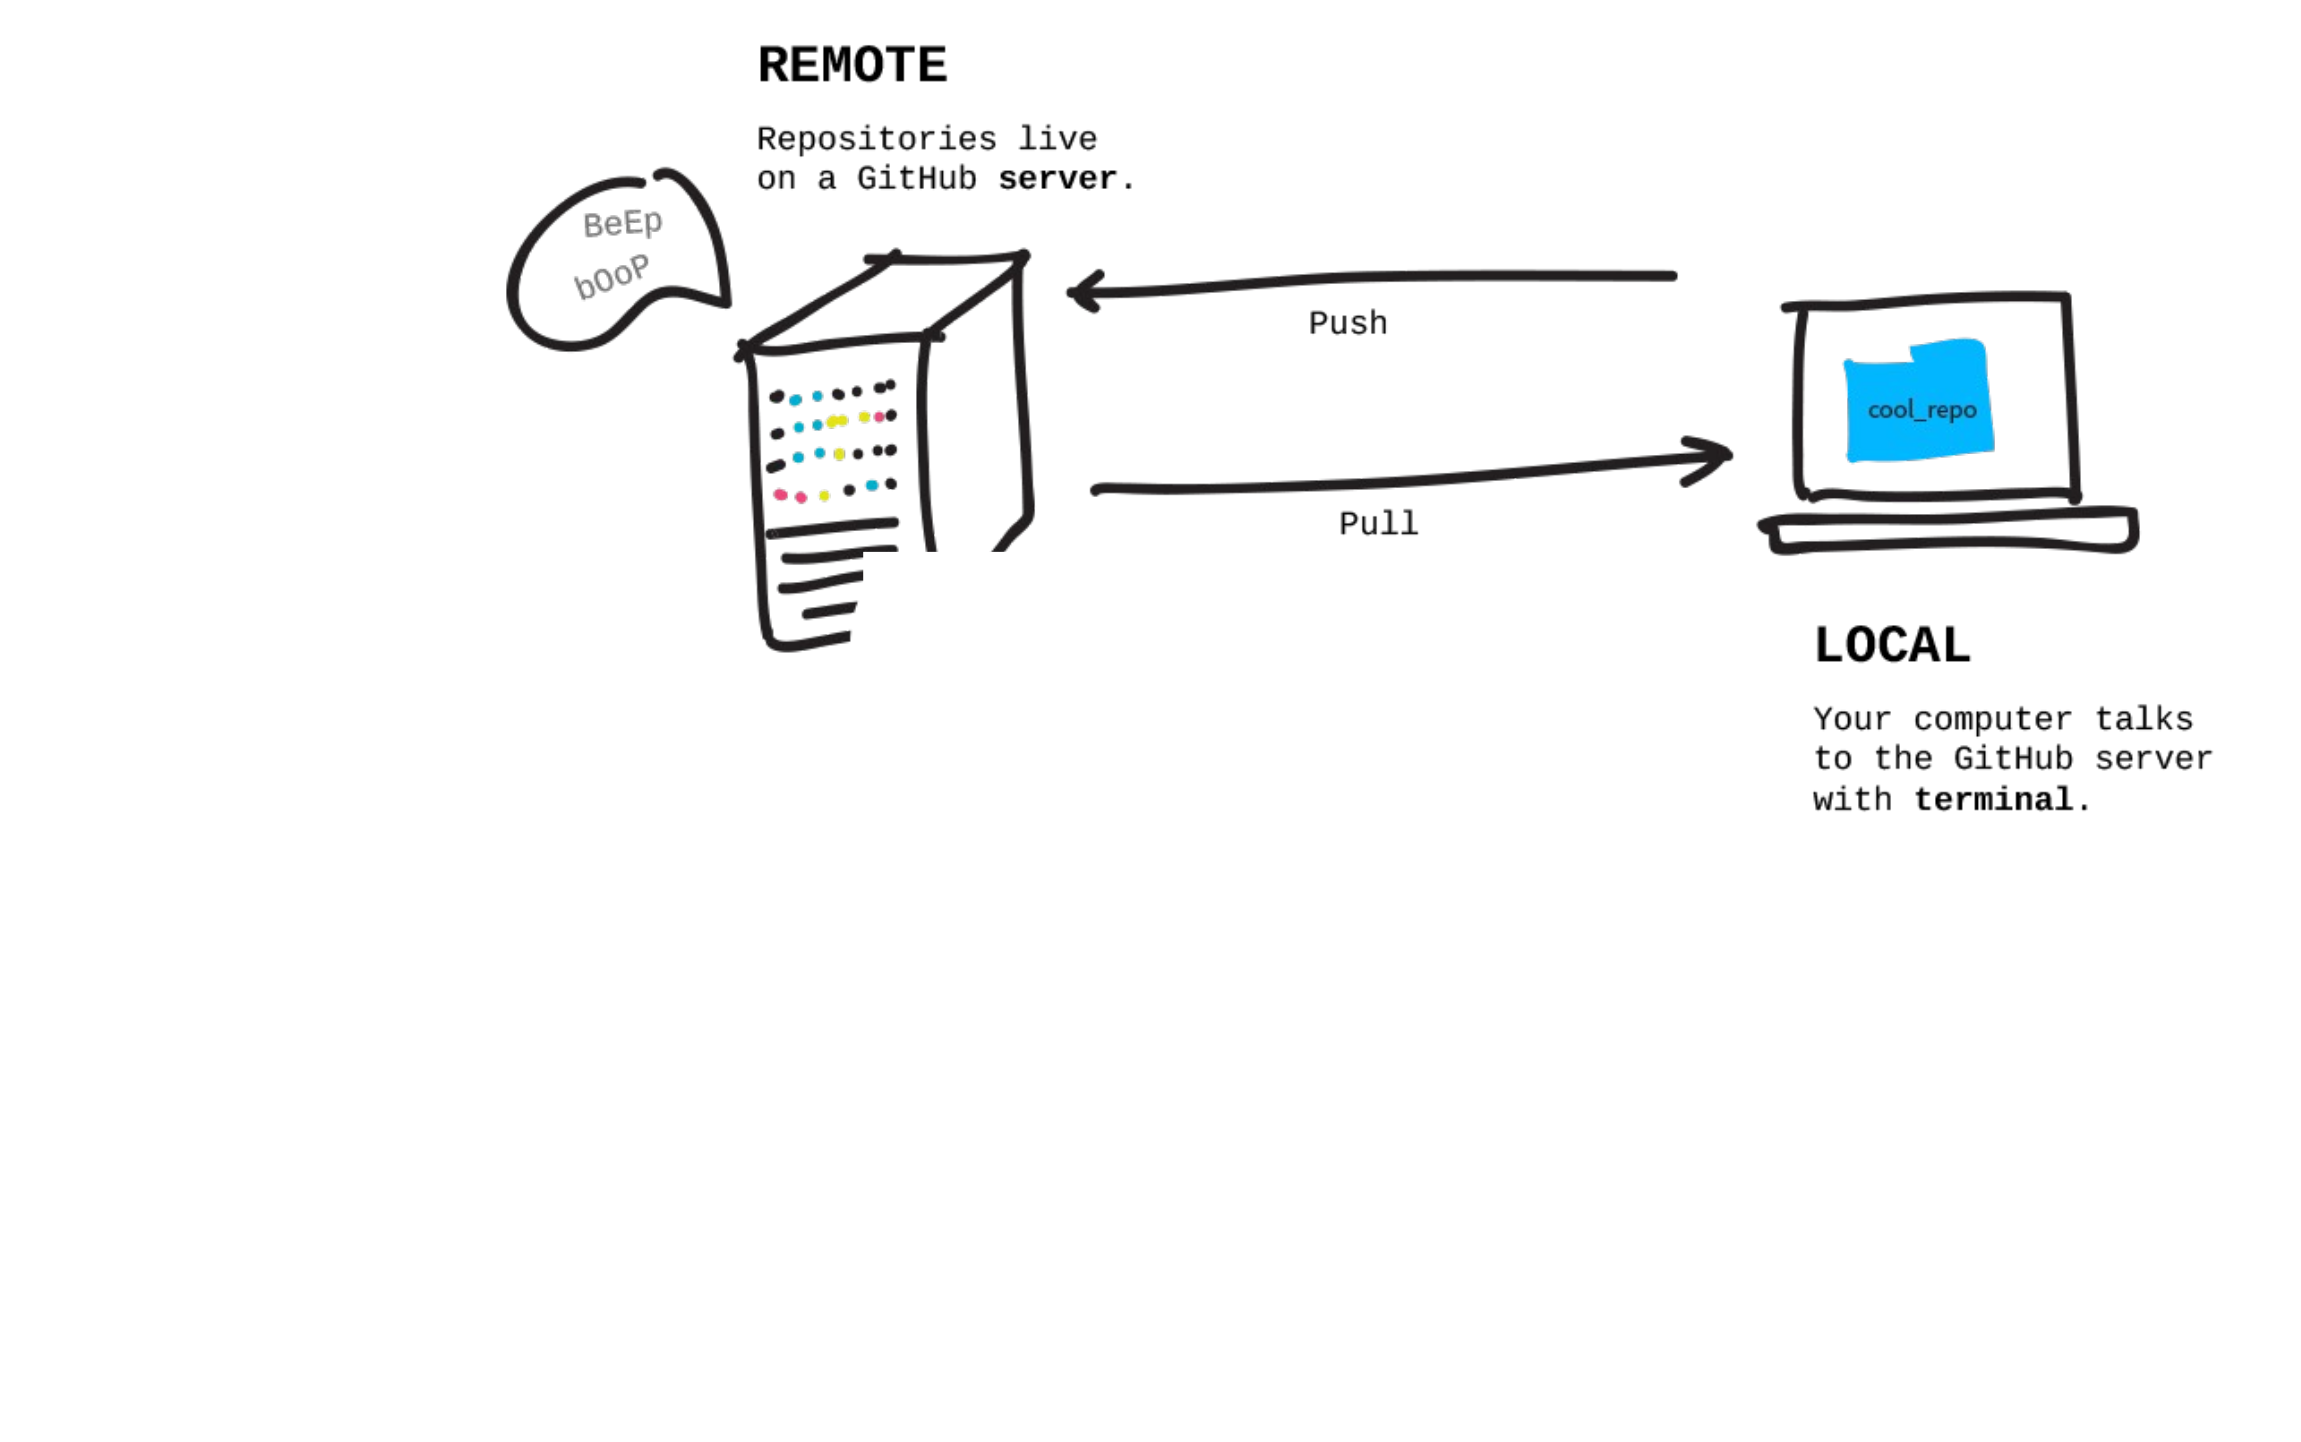 REMOTE
Repositories live
on a GitHub server.
BeEp
bOoP
Push
cool_repo
Pull
LOCAL
Your computer talks
to the GitHub server
with terminal.